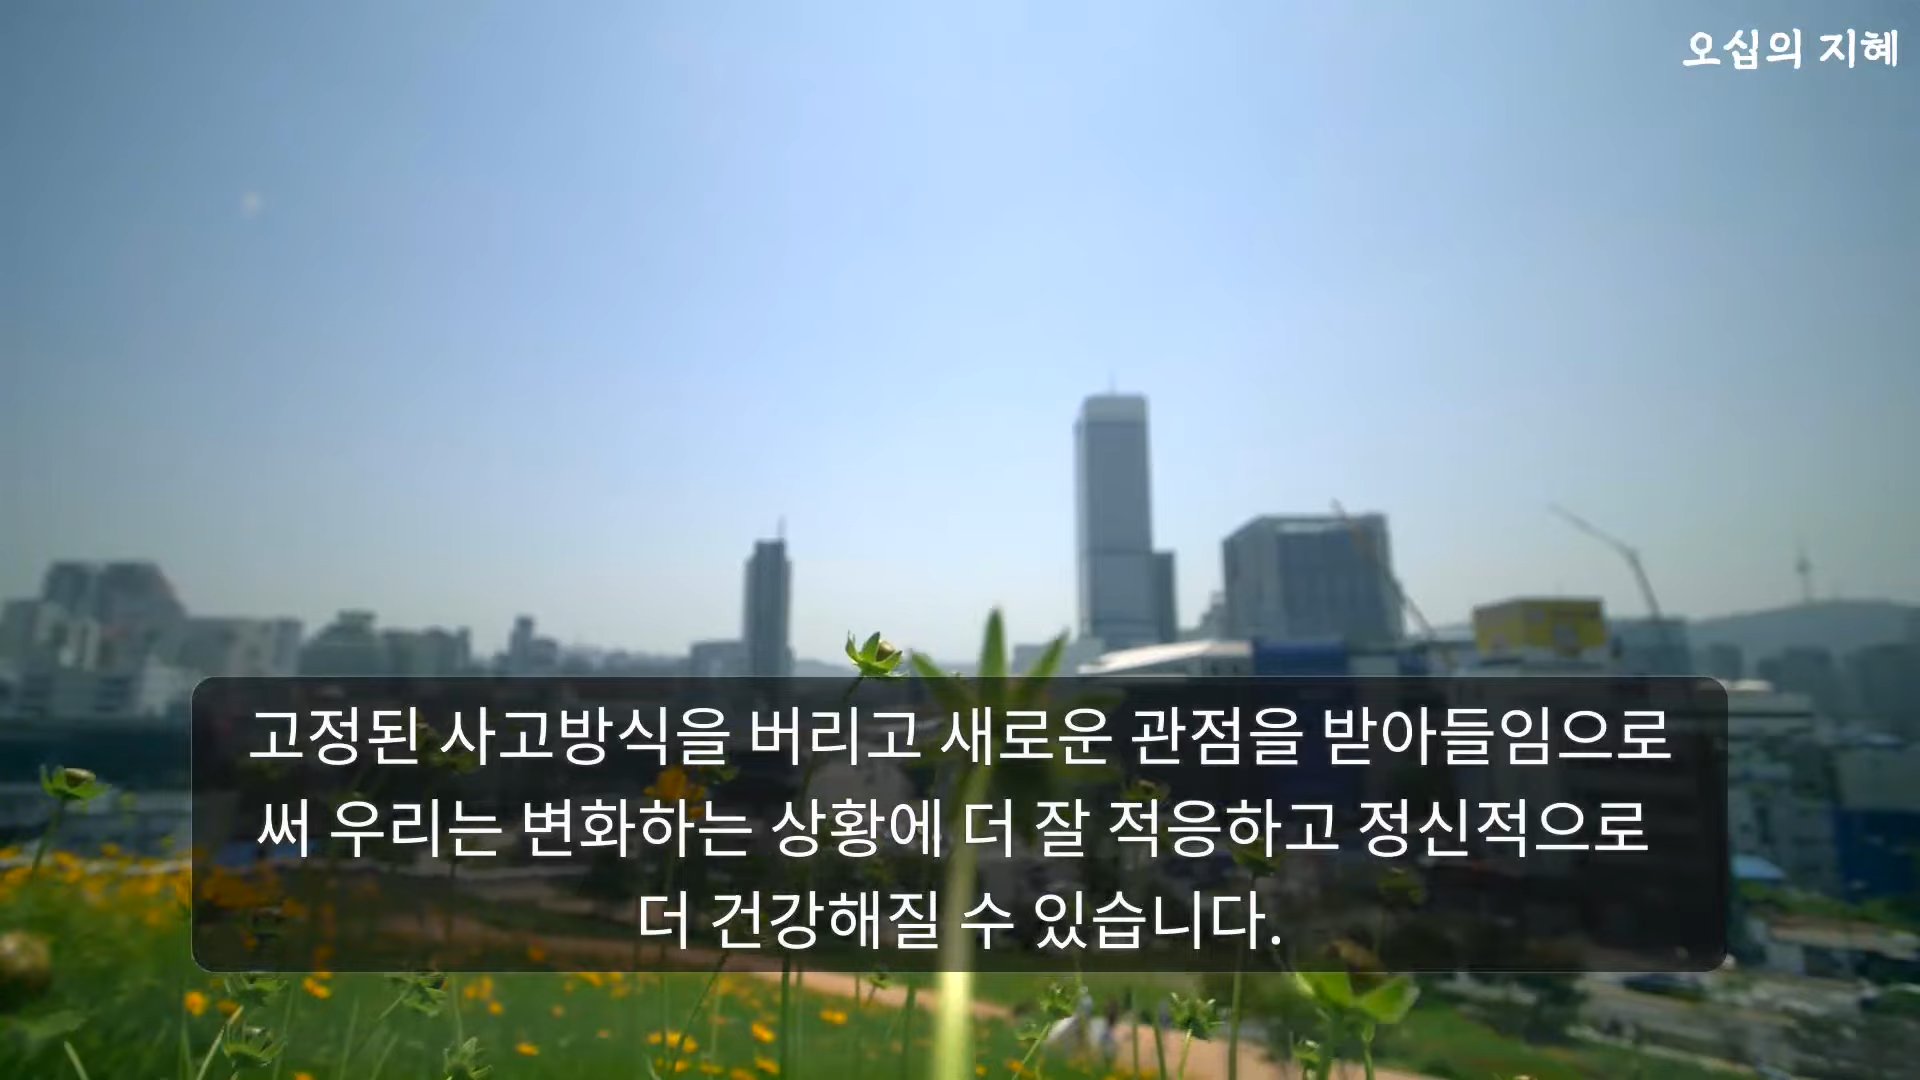 오십의 지혜
고정된 사고방식을 버리고 새로운 관점을 받아들임으로
써 우리는 변화하는 상황에 더 잘 적응하고 정신적으로
더 건강해질 수 있습니다.